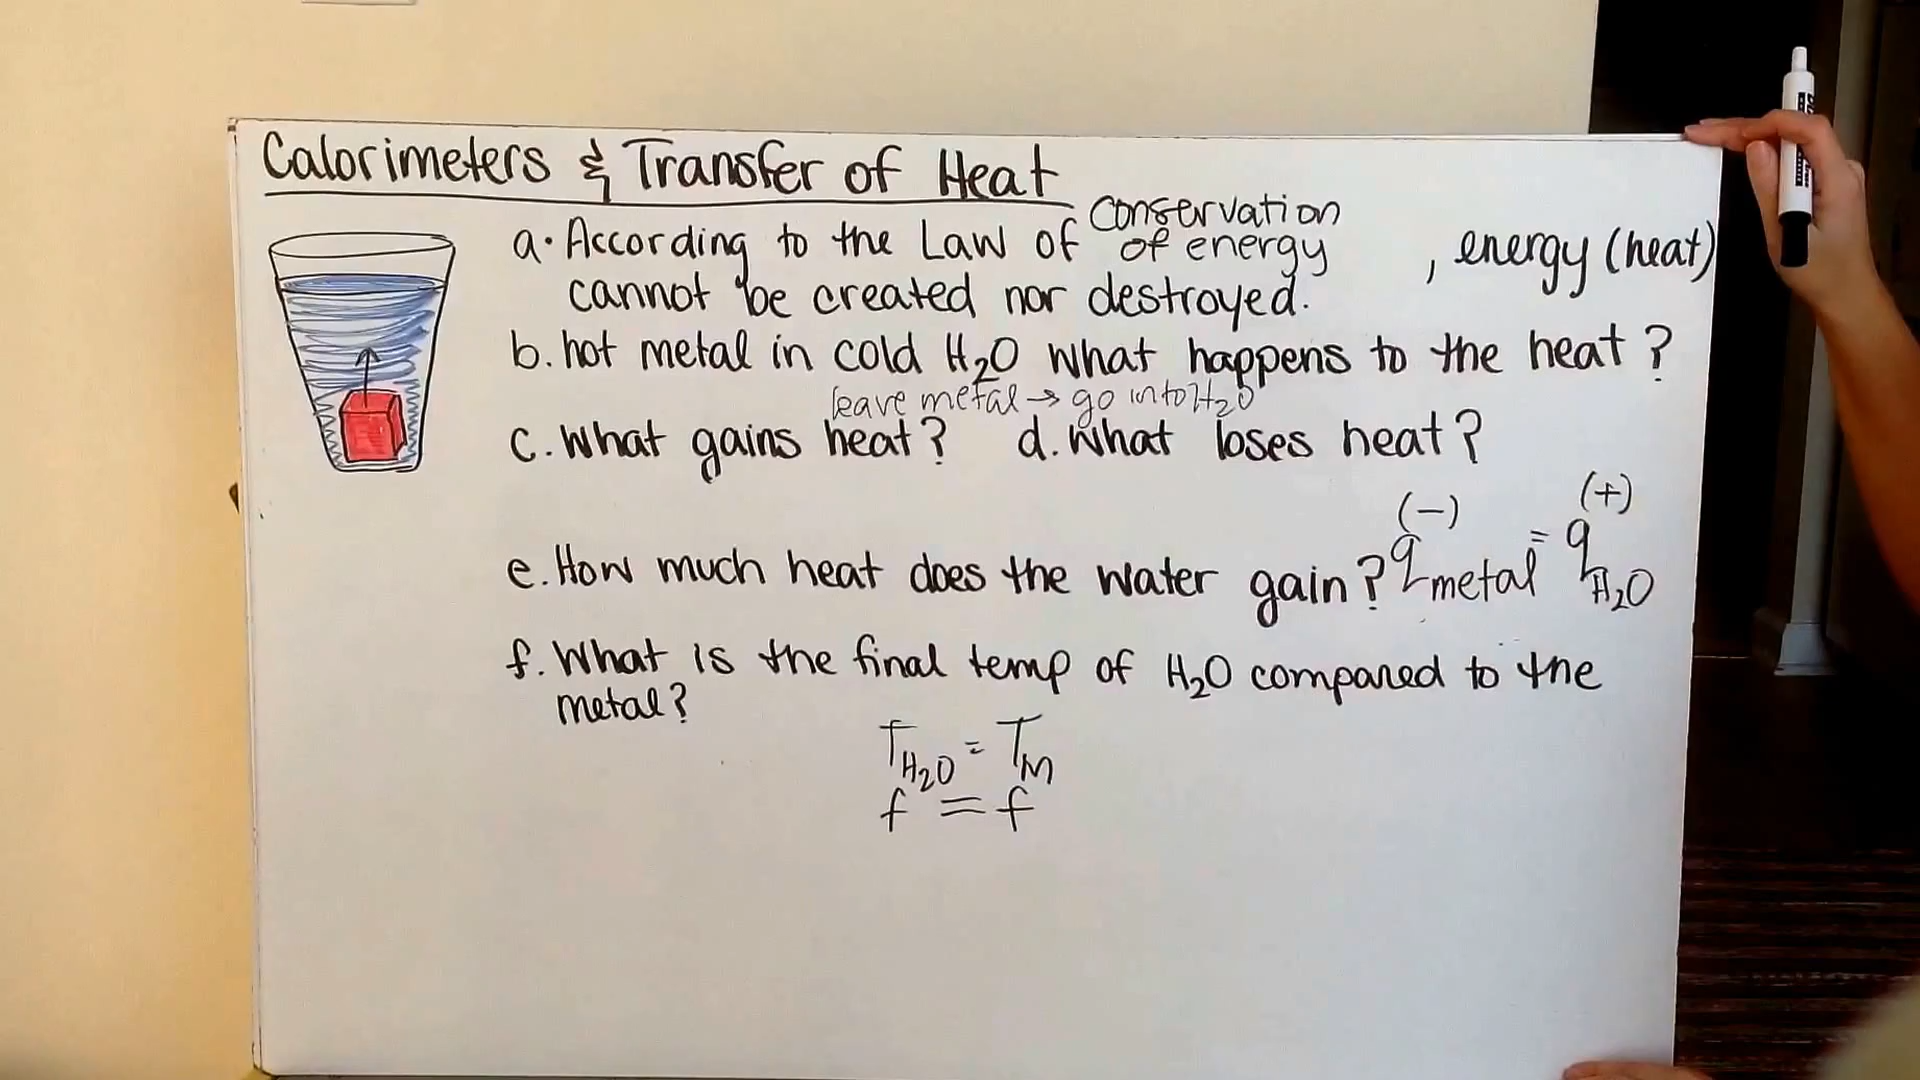 Calorimeters & Transfer of Heat
a. According to the Law of conservation of energy, energy (heat)
cannot be created nor destroyed.
b. hot metal in cold H₂O what happens to the heat?
leave metal → go into H₂O
c. What gains heat? d. What loses heat?
(-) (+)
e. How much heat does the water gain? q metal = q H₂O
f. What is the final temp of H₂O compared to the
metal?
T H₂O = T M
f = f